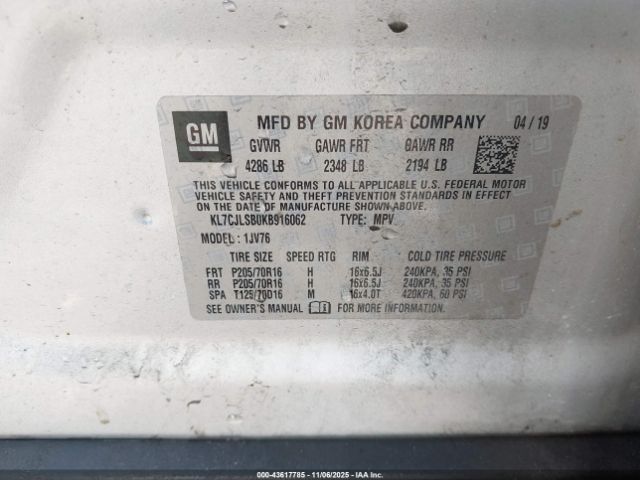 GM
MFD BY GM KOREA COMPANY 04 / 19
GVWR GAWR FRT GAWR RR
4286 LB 2348 LB 2194 LB
THIS VEHICLE CONFORMS TO ALL APPLICABLE U.S. FEDERAL MOTOR
VEHICLE SAFETY AND THEFT PREVENTION STANDARDS IN EFFECT
ON THE DATE OF MANUFACTURE SHOWN ABOVE.
KL7CJLSB0KB916062 TYPE: MPV
MODEL : 1JV76
TIRE SIZE SPEED RTG RIM COLD TIRE PRESSURE
FRT P205/70R16 H 16x6.5J 240KPA, 35 PSI
RR P205/70R16 H 16x6.5J 240KPA, 35 PSI
SPA T125/70D16 M 16x4.0T 420KPA, 60 PSI
SEE OWNER'S MANUAL FOR MORE INFORMATION.
000-43617785 - 11/06/2025 - IAAI.CA